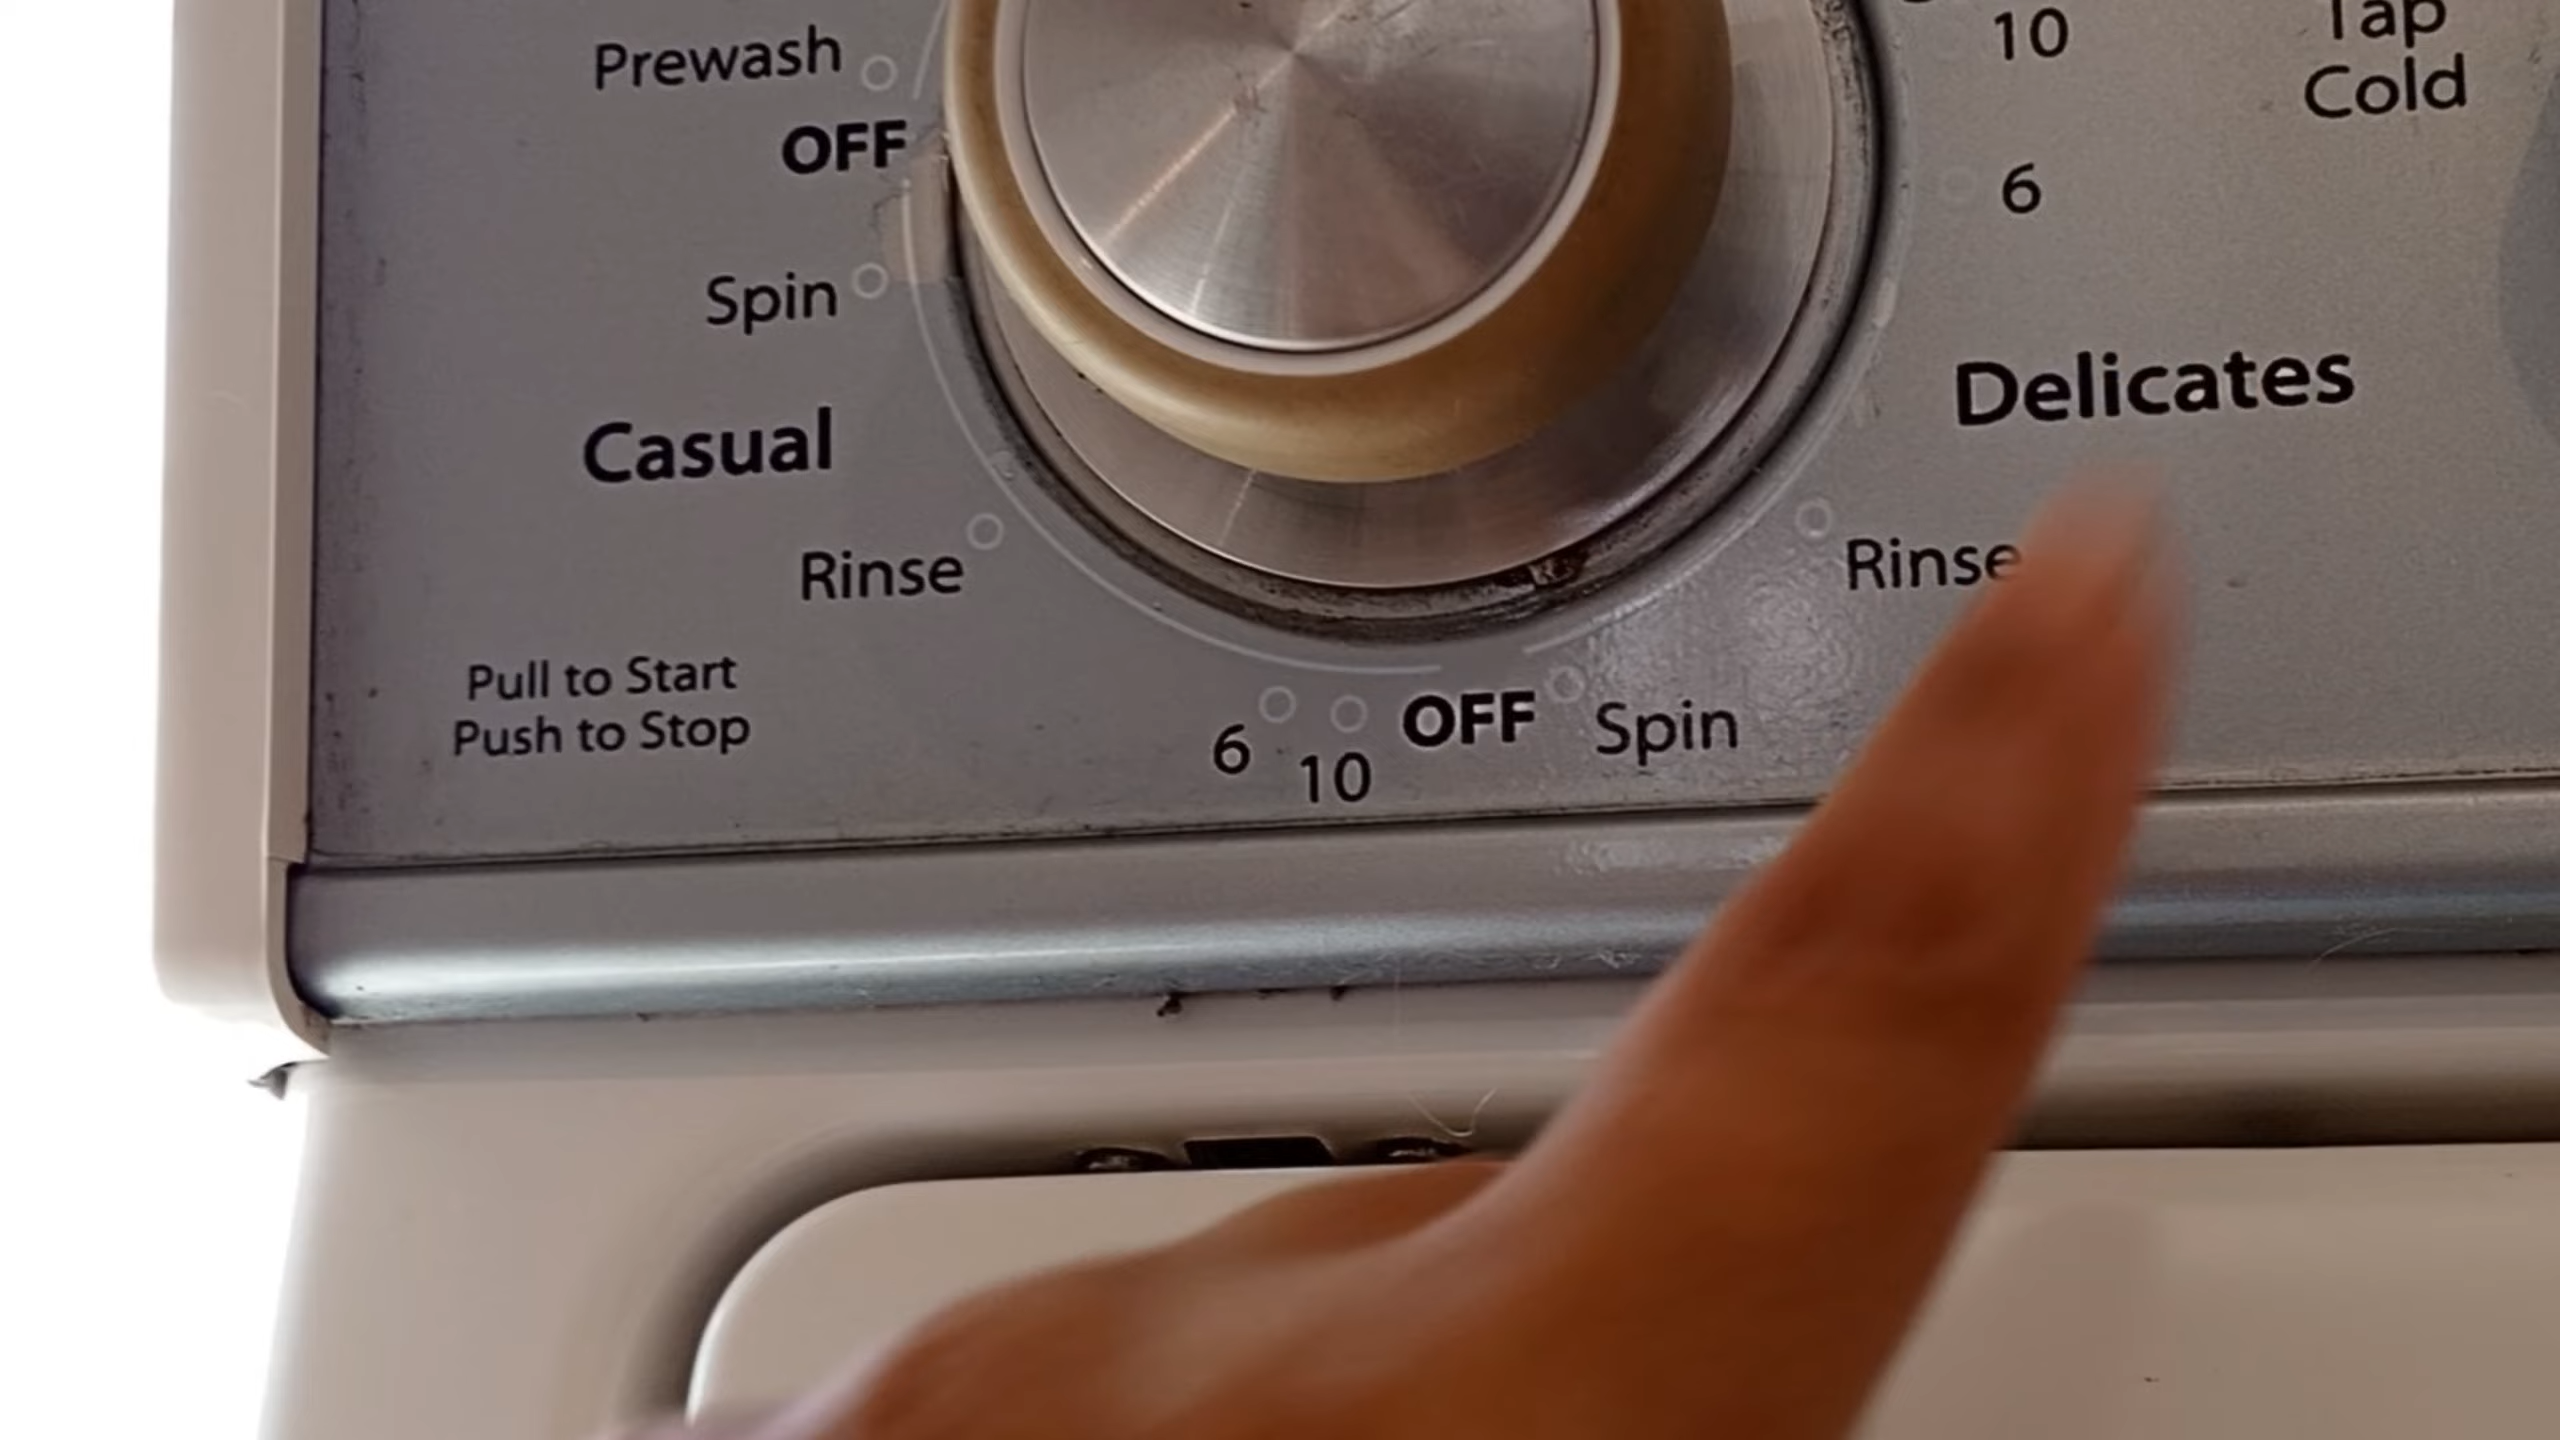 Prewash
OFF
Spin
Casual
Rinse
Pull to Start
Push to Stop
6
10
OFF
Spin
Rinse
Delicates
6
10
Tap
Cold